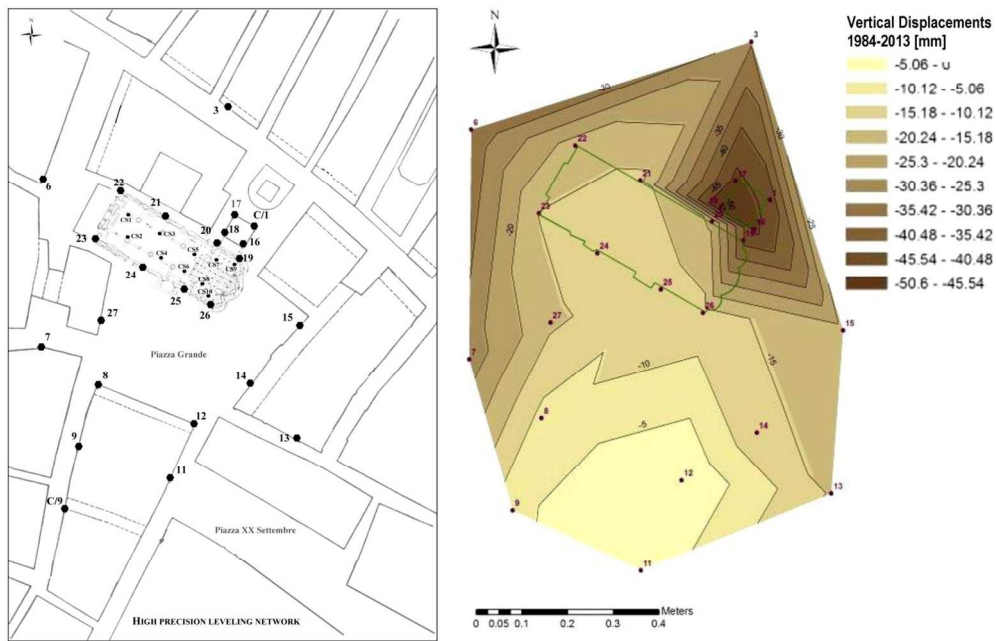 N
3
6
22
21
17
C/1
18
20
16
19
CS1
CS2
CS3
CS4
CS5
CS6
CS7
CS8
CS9
CS10
23
24
25
26
27
15
7
Piazza Grande
8
14
12
13
9
11
C/9
Piazza XX Settembre
HIGH PRECISION LEVELING NETWORK
N
3
6
22
21
23
24
25
26
27
7
8
9
11
12
13
14
15
-30
-35
-40
-45
-30
-25
-20
-15
-10
-5
Vertical Displacements
1984-2013 [mm]
-5.06 - 0
-10.12 - -5.06
-15.18 - -10.12
-20.24 - -15.18
-25.3 - -20.24
-30.36 - -25.3
-35.42 - -30.36
-40.48 - -35.42
-45.54 - -40.48
-50.6 - -45.54
Meters
0 0.05 0.1 0.2 0.3 0.4